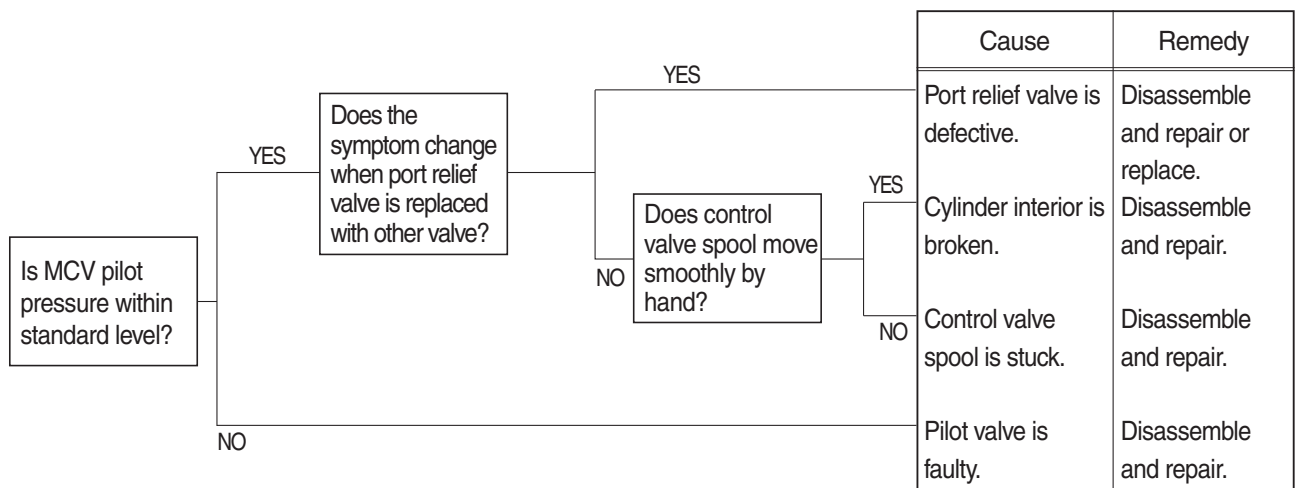 Is MCV pilot
pressure within
standard level?
YES
NO
Does the
symptom change
when port relief
valve is replaced
with other valve?
YES
NO
Does control
valve spool move
smoothly by
hand?
YES
NO
Cause
Remedy
Port relief valve is
defective.
Disassemble
and repair or
replace.
Cylinder interior is
broken.
Disassemble
and repair.
Control valve
spool is stuck.
Disassemble
and repair.
Pilot valve is
faulty.
Disassemble
and repair.